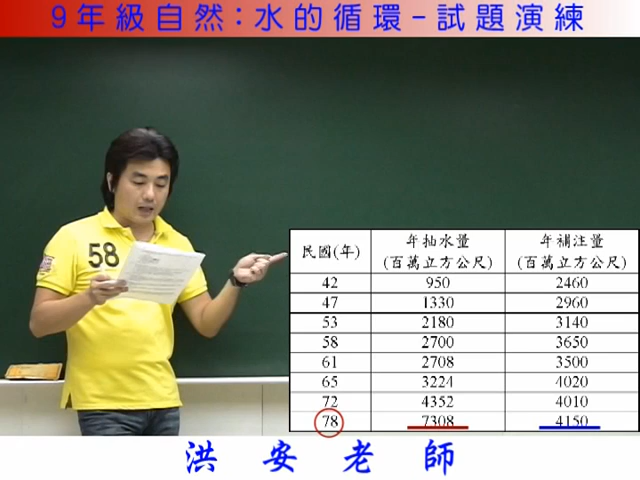 9年級自然:水的循環-試題演練
58
民國(年) 年抽水量(百萬立方公尺) 年補注量(百萬立方公尺)
42 950 2460
47 1330 2960
53 2180 3140
58 2700 3650
61 2708 3500
65 3224 4020
72 4352 4010
78 7308 4150
洪安老師